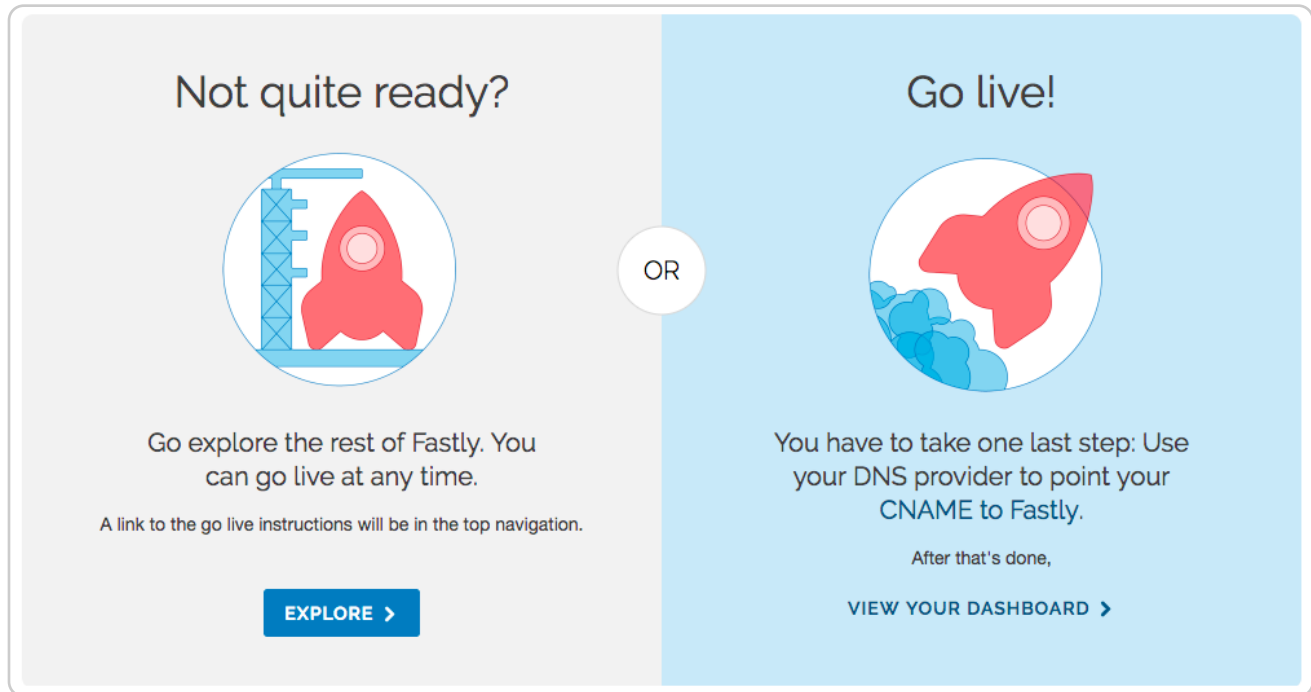 Not quite ready?
Go explore the rest of Fastly. You
can go live at any time.
A link to the go live instructions will be in the top navigation.
EXPLORE
OR
Go live!
You have to take one last step: Use
your DNS provider to point your
CNAME to Fastly.
After that's done,
VIEW YOUR DASHBOARD